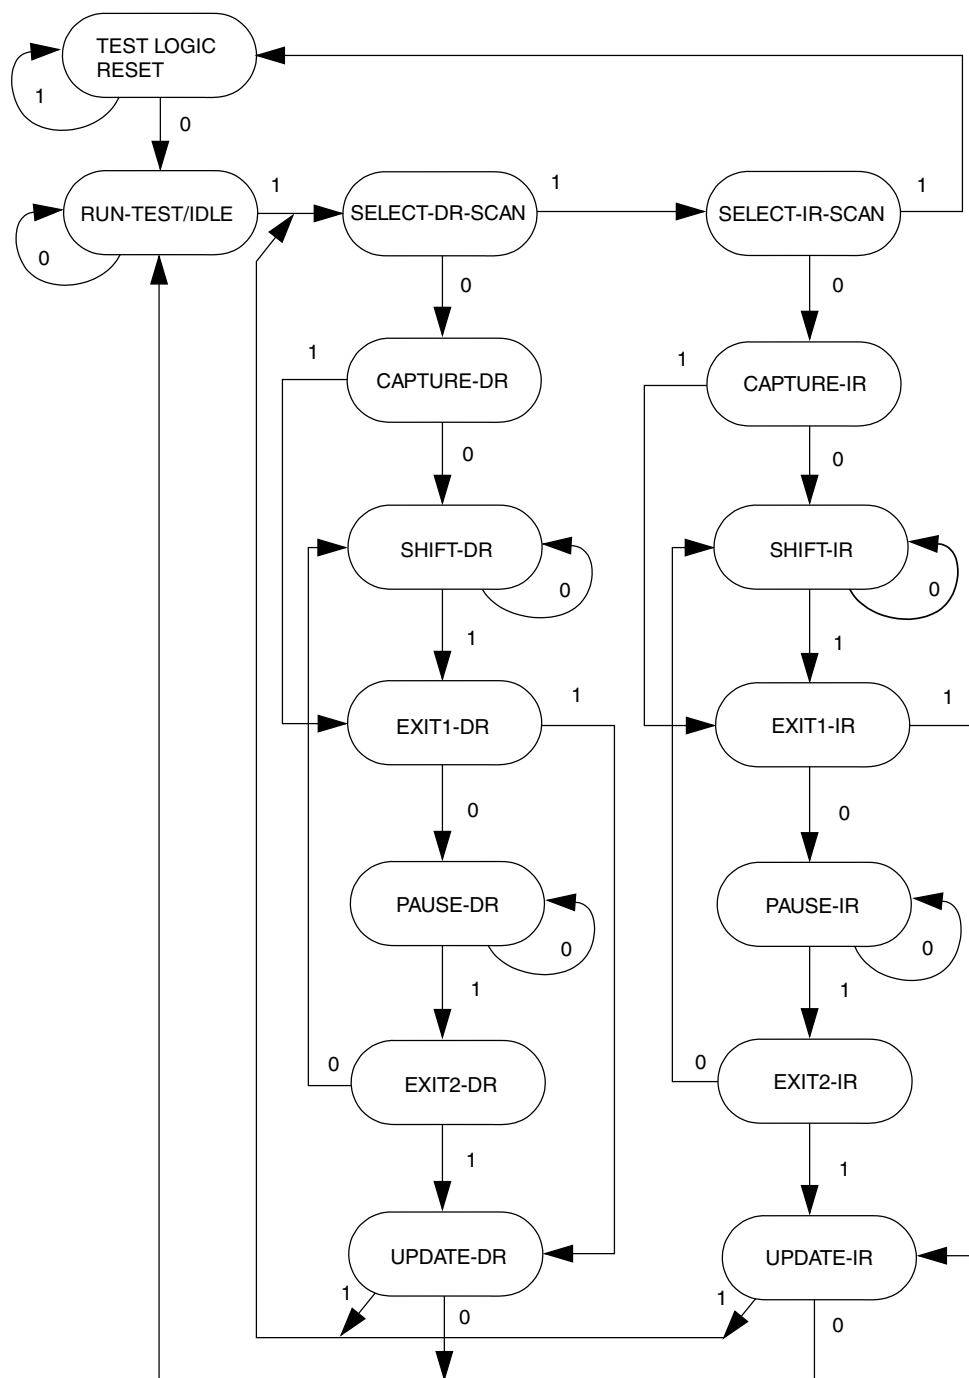 TEST LOGIC
RESET
1
0
RUN-TEST/IDLE
0
1
SELECT-DR-SCAN
1
SELECT-IR-SCAN
1
0
0
1
CAPTURE-DR
1
CAPTURE-IR
0
0
SHIFT-DR
0
SHIFT-IR
0
1
1
EXIT1-DR
1
EXIT1-IR
1
0
0
PAUSE-DR
0
PAUSE-IR
0
1
1
0
EXIT2-DR
0
EXIT2-IR
1
1
UPDATE-DR
UPDATE-IR
1
0
1
0